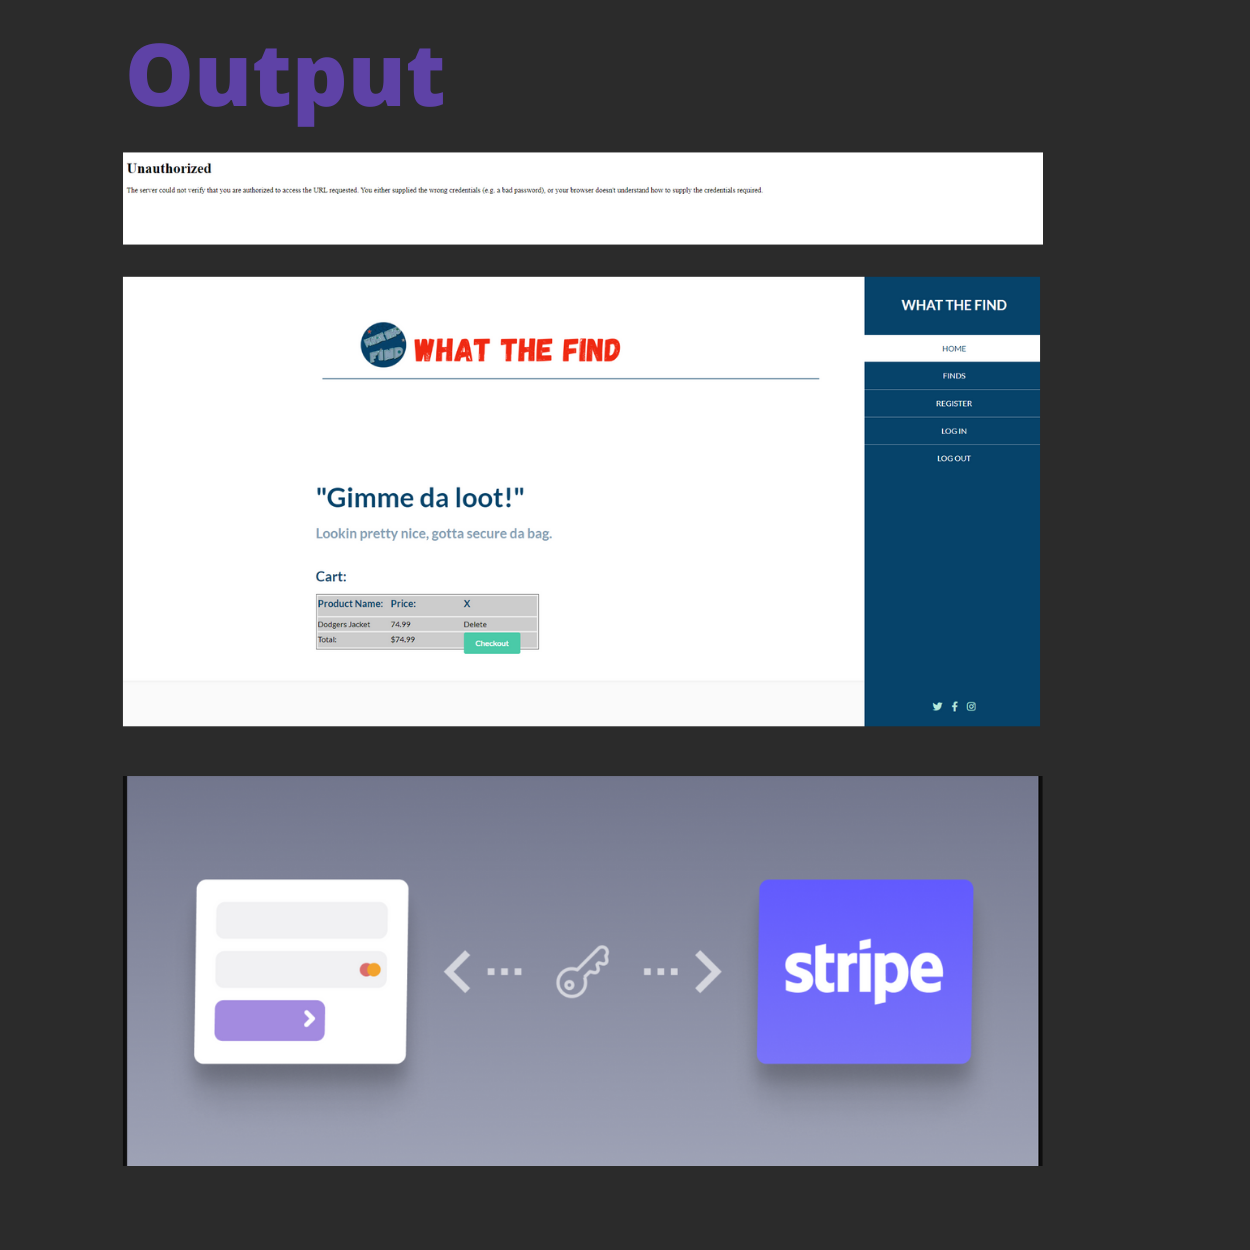 Output
Unauthorized
The server could not verify that you are authorized to access the URL requested. You either supplied the wrong credentials (e.g. a bad password), or your browser doesn't understand how to supply the credentials required.
WHAT THE FIND
WHAT THE FIND
FIND
HOME
FINDS
REGISTER
LOG IN
LOG OUT
"Gimme da loot!"
Lookin pretty nice, gotta secure da bag.
Cart:
Product Name: Price: X
Dodgers Jacket 74.99 Delete
Total: $74.99 Checkout
stripe